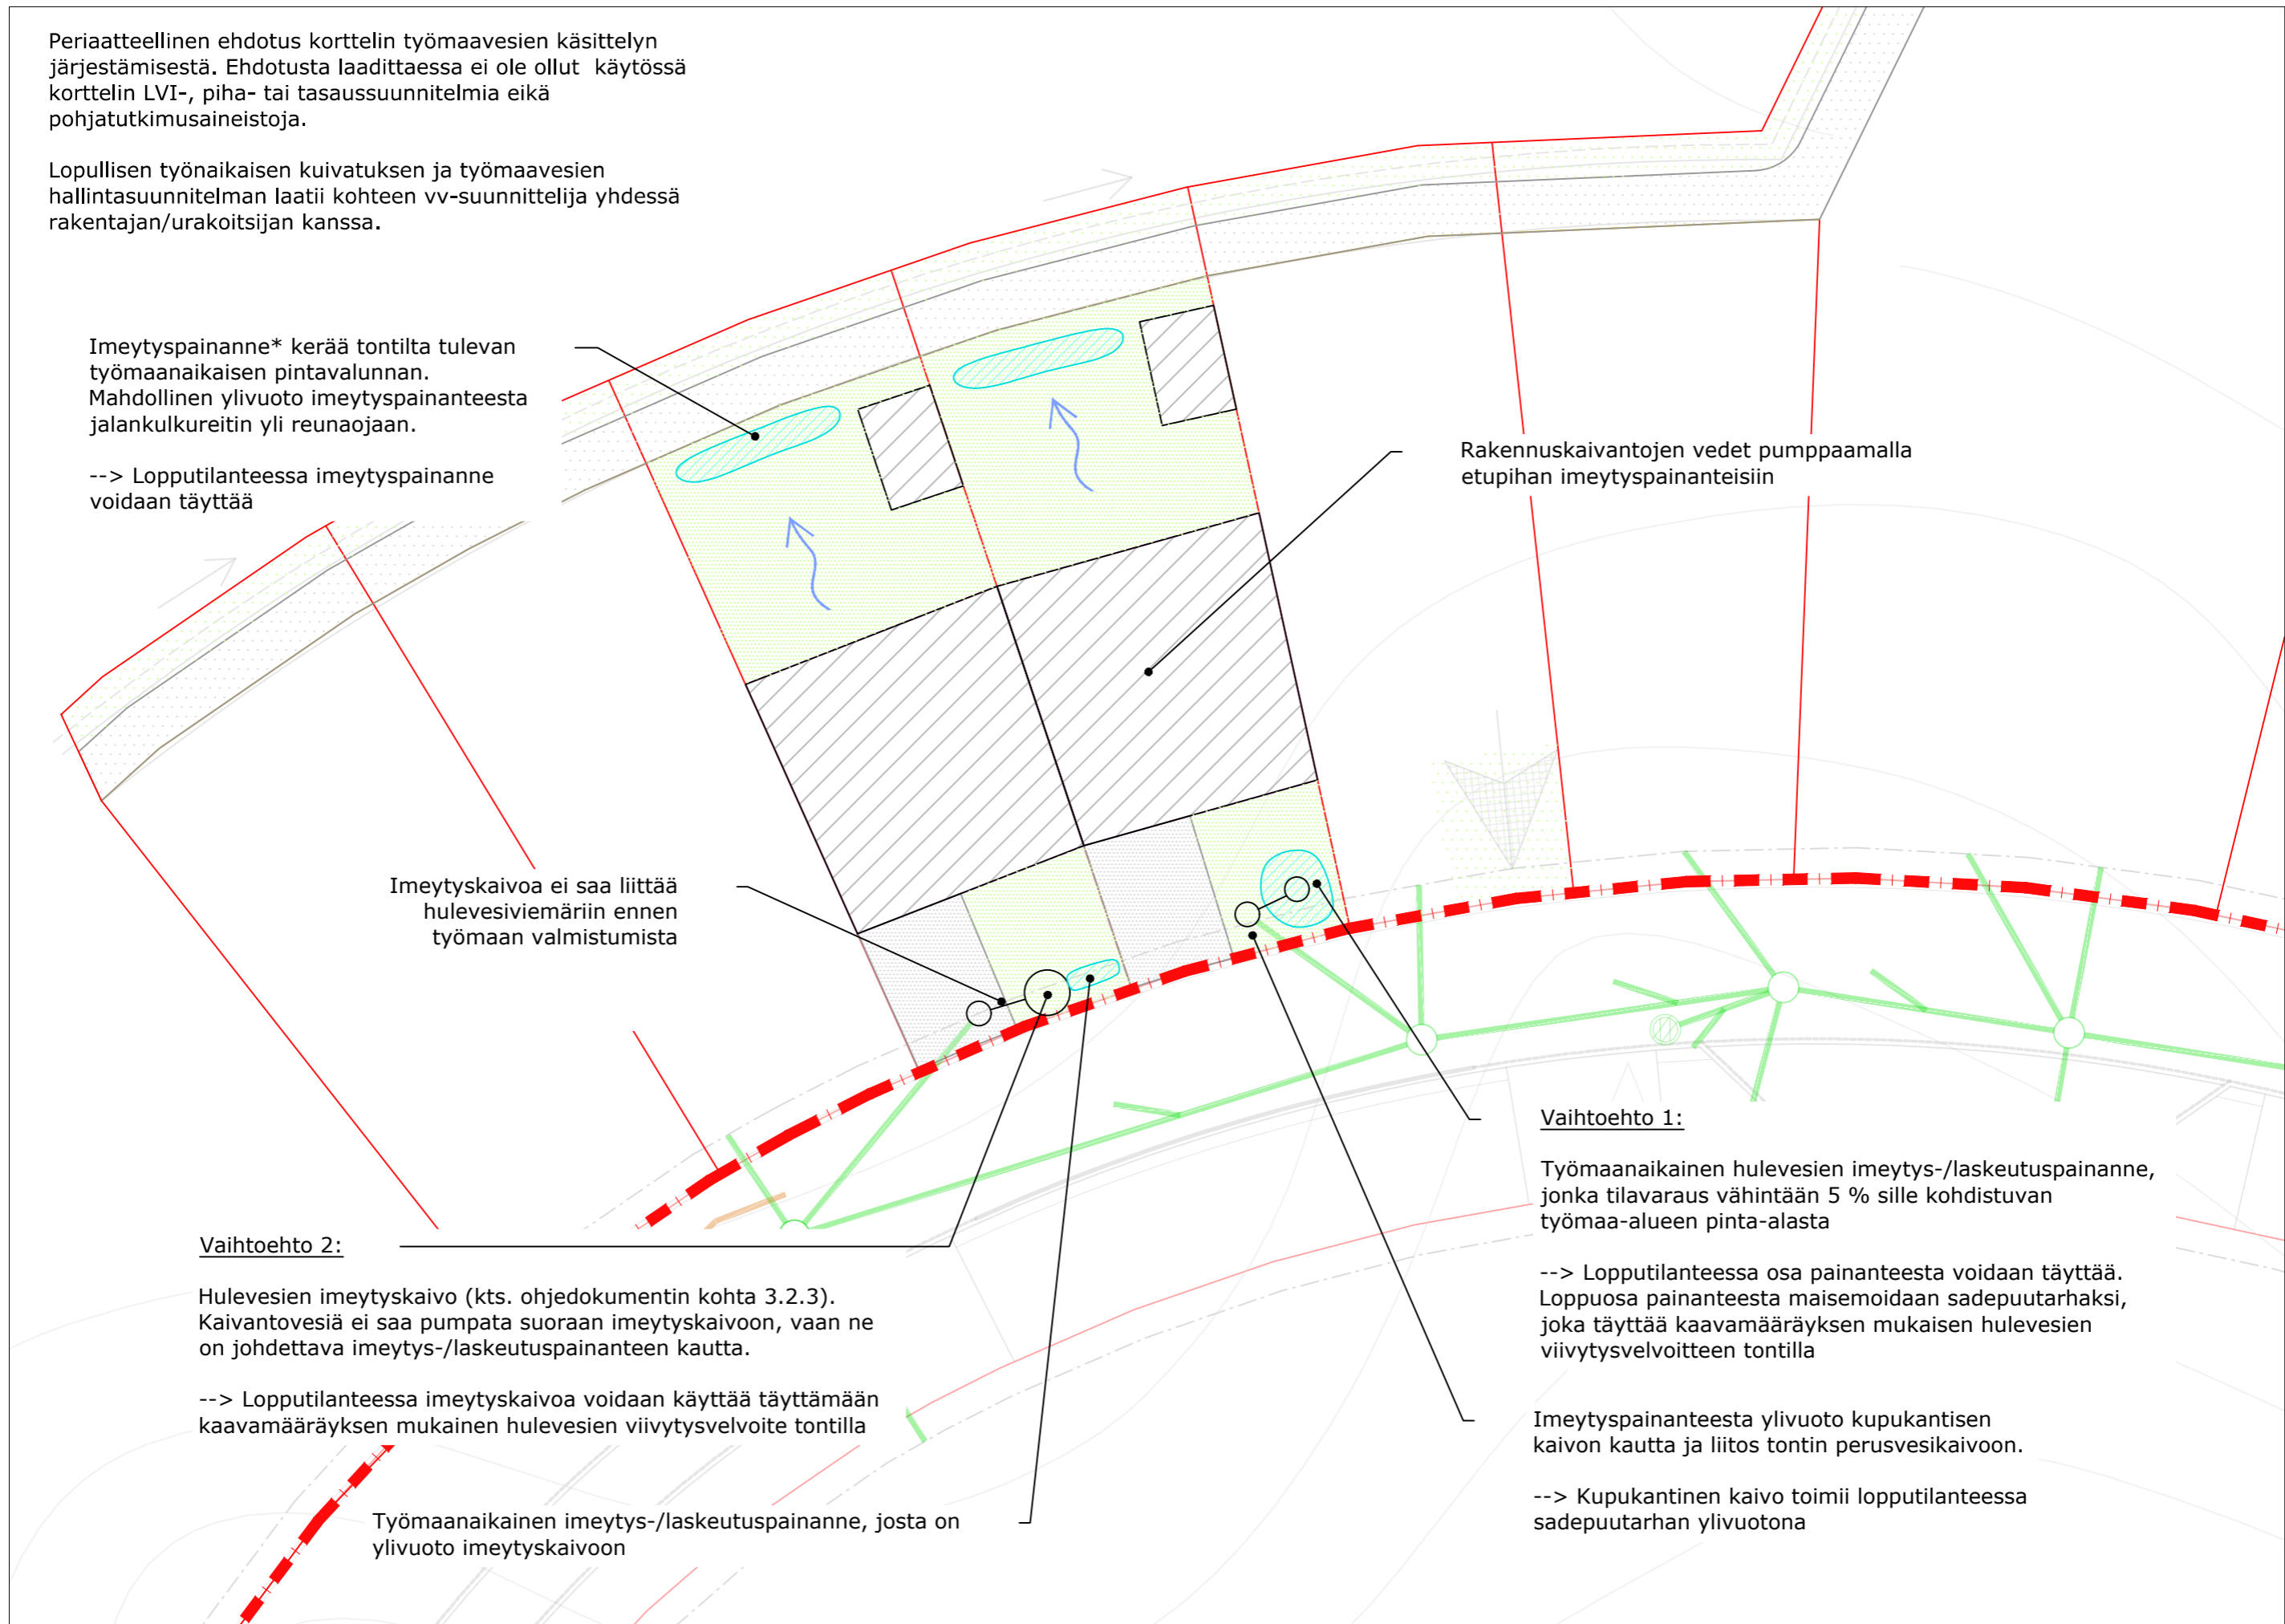 Periaatteellinen ehdotus korttelin työmaavesien käsittelyn
järjestämisestä. Ehdotusta laadittaessa ei ole ollut käytössä
korttelin LVI-, piha- tai tasaussuunnitelmia eikä
pohjatutkimusaineistoja.
Lopullisen työnaikaisen kuivatuksen ja työmaavesien
hallintasuunnitelman laatii kohteen vv-suunnittelija yhdessä
rakentajan/urakoitsijan kanssa.
Imeytyspainanne* kerää tontilta tulevan
työmaanaikaisen pintavalunnan.
Mahdollinen ylivuoto imeytyspainanteesta
jalankulkureitin yli reunaojaan.
--> Lopputilanteessa imeytyspainanne
voidaan täyttää
Rakennuskaivantojen vedet pumppaamalla
etupihan imeytyspainanteisiin
Imeytyskaivoa ei saa liittää
hulevesiviemäriin ennen
työmaan valmistumista
Vaihtoehto 1:
Työmaanaikainen hulevesien imeytys-/laskeutuspainanne,
jonka tilavaraus vähintään 5 % sille kohdistuvan
työmaa-alueen pinta-alasta
--> Lopputilanteessa osa painanteesta voidaan täyttää.
Loppuosa painanteesta maisemoidaan sadepuutarhaksi,
joka täyttää kaavamääräyksen mukaisen hulevesien
viivytysvelvoitteen tontilla
Vaihtoehto 2:
Hulevesien imeytyskaivo (kts. ohjedokumentin kohta 3.2.3).
Kaivantovesiä ei saa pumpata suoraan imeytyskaivoon, vaan ne
on johdettava imeytys-/laskeutuspainanteen kautta.
--> Lopputilanteessa imeytyskaivoa voidaan käyttää täyttämään
kaavamääräyksen mukainen hulevesien viivytysvelvoite tontilla
Imeytyspainanteesta ylivuoto kupukantisen
kaivon kautta ja liitos tontin perusvesikaivoon.
--> Kupukantinen kaivo toimii lopputilanteessa
sadepuutarhan ylivuotona
Työmaanaikainen imeytys-/laskeutuspainanne, josta on
ylivuoto imeytyskaivoon